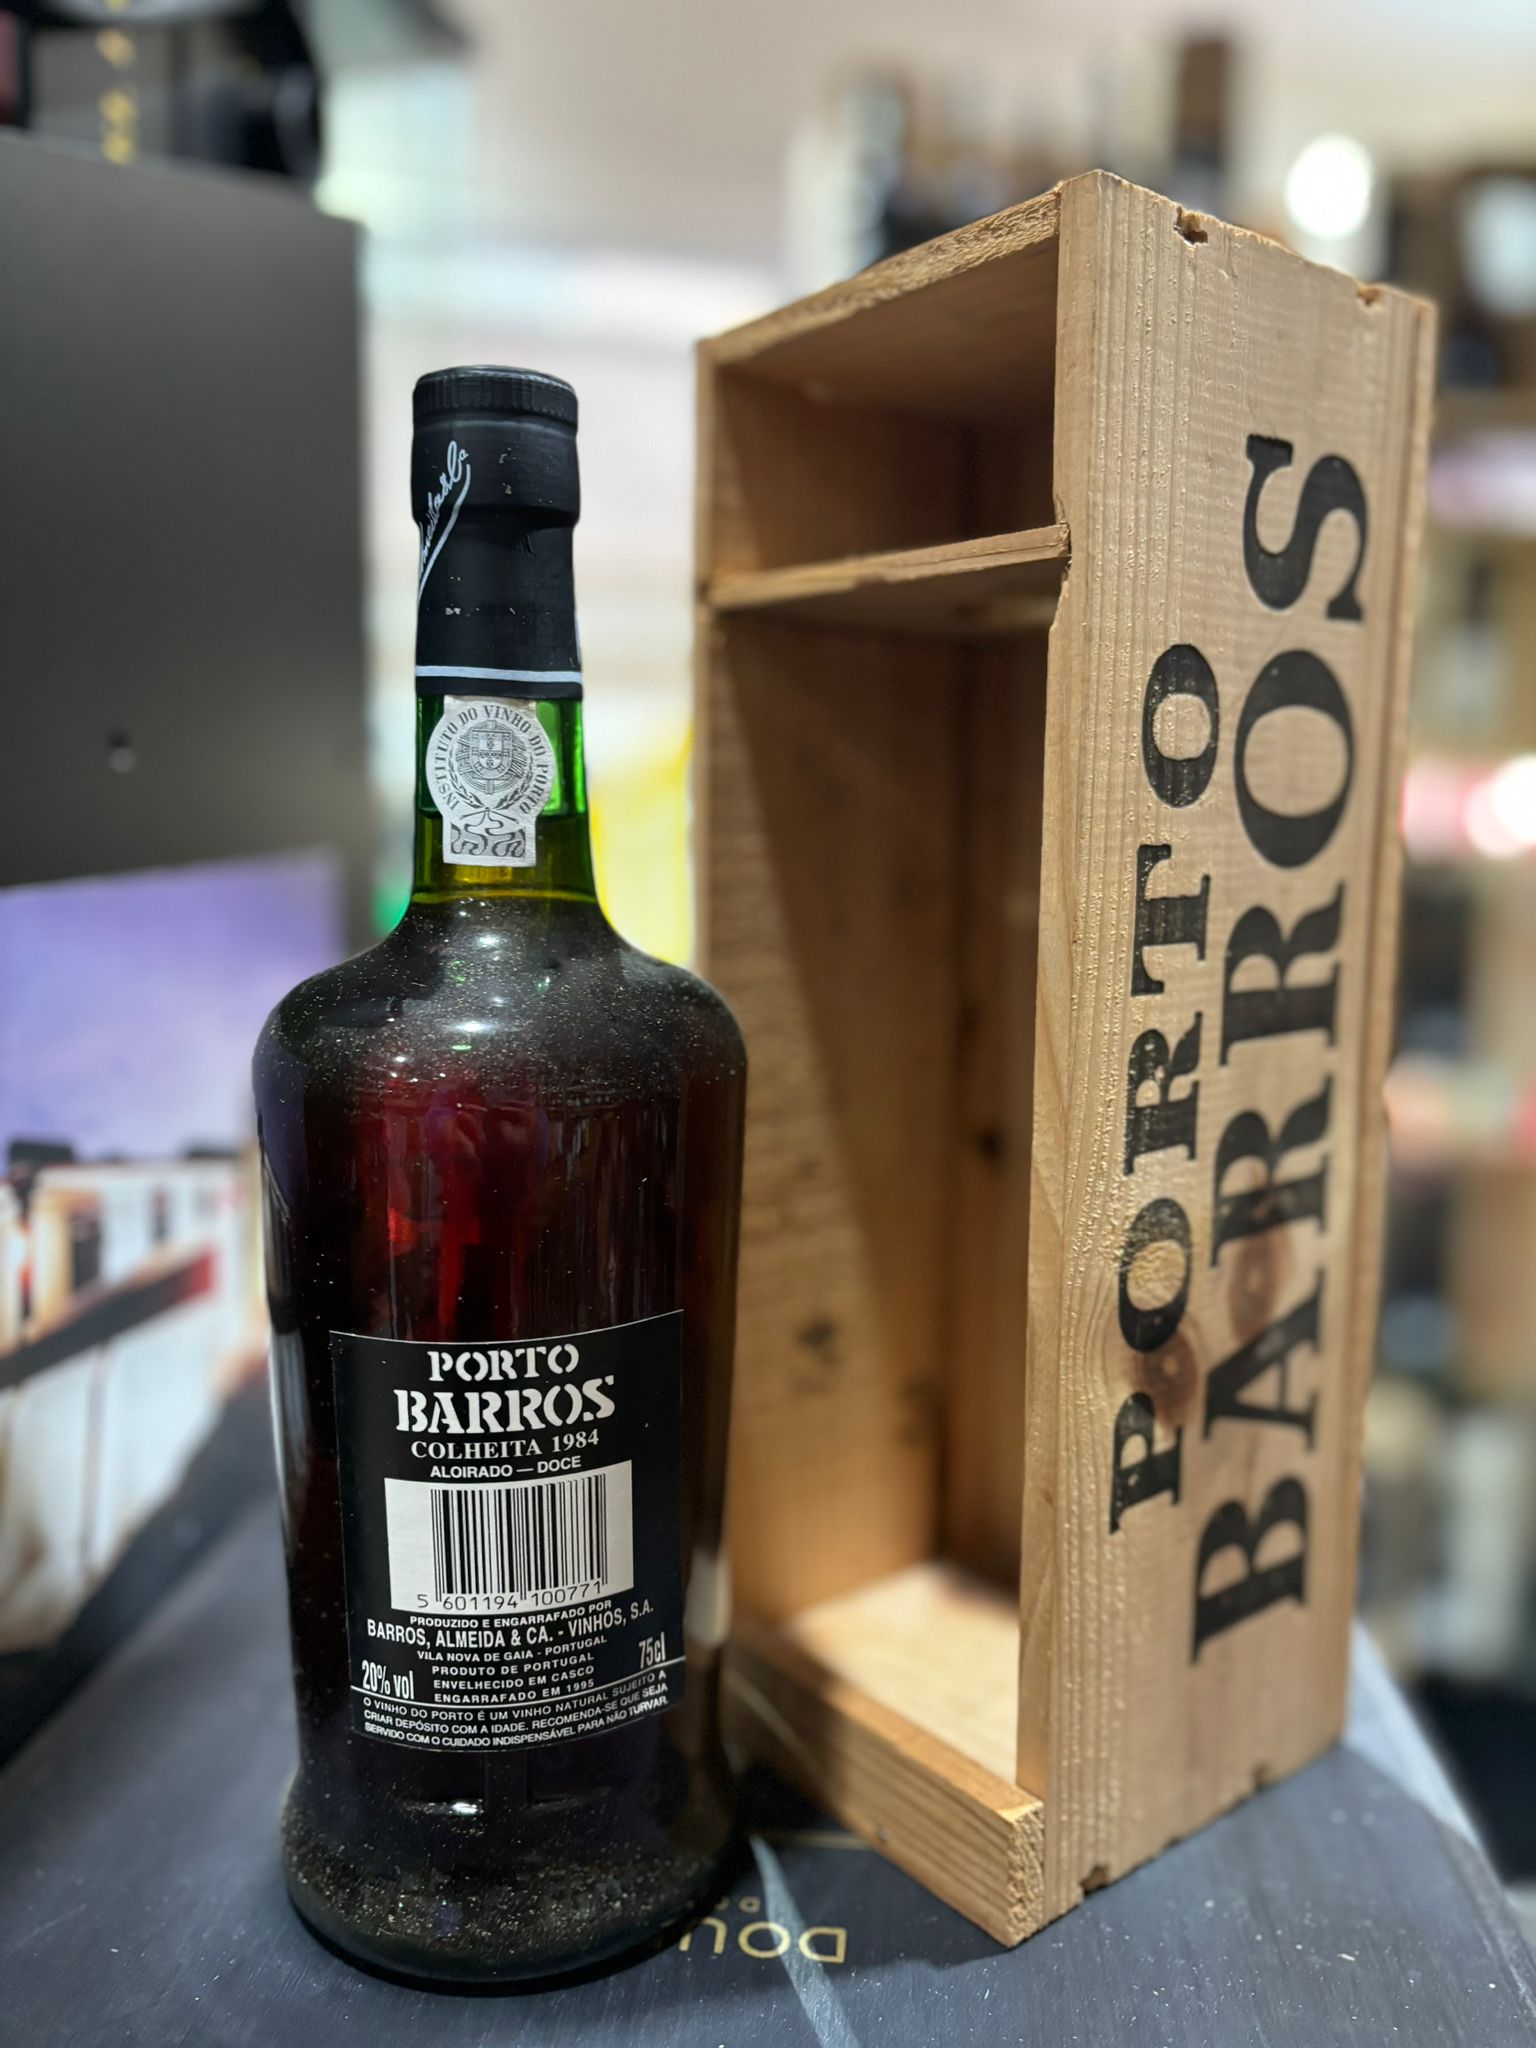 INSTITUTO DO VINHO DO PORTO
PORTO
BARROS
COLHEITA 1984
ALOIRADO — DOCE
5 601194 100771
PRODUZIDO E ENGARRAFADO POR
BARROS, ALMEIDA & CA. - VINHOS, S.A.
VILA NOVA DE GAIA - PORTUGAL
PRODUTO DE PORTUGAL
ENVELHECIDO EM CASCO
ENGARRAFADO EM 1995
20% vol
75cl
O VINHO DO PORTO É UM VINHO NATURAL SUJEITO A
CRIAR DEPÓSITO COM A IDADE. RECOMENDA-SE QUE SEJA
SERVIDO COM O CUIDADO INDISPENSÁVEL PARA NÃO TURVAR.
PORTO
BARROS